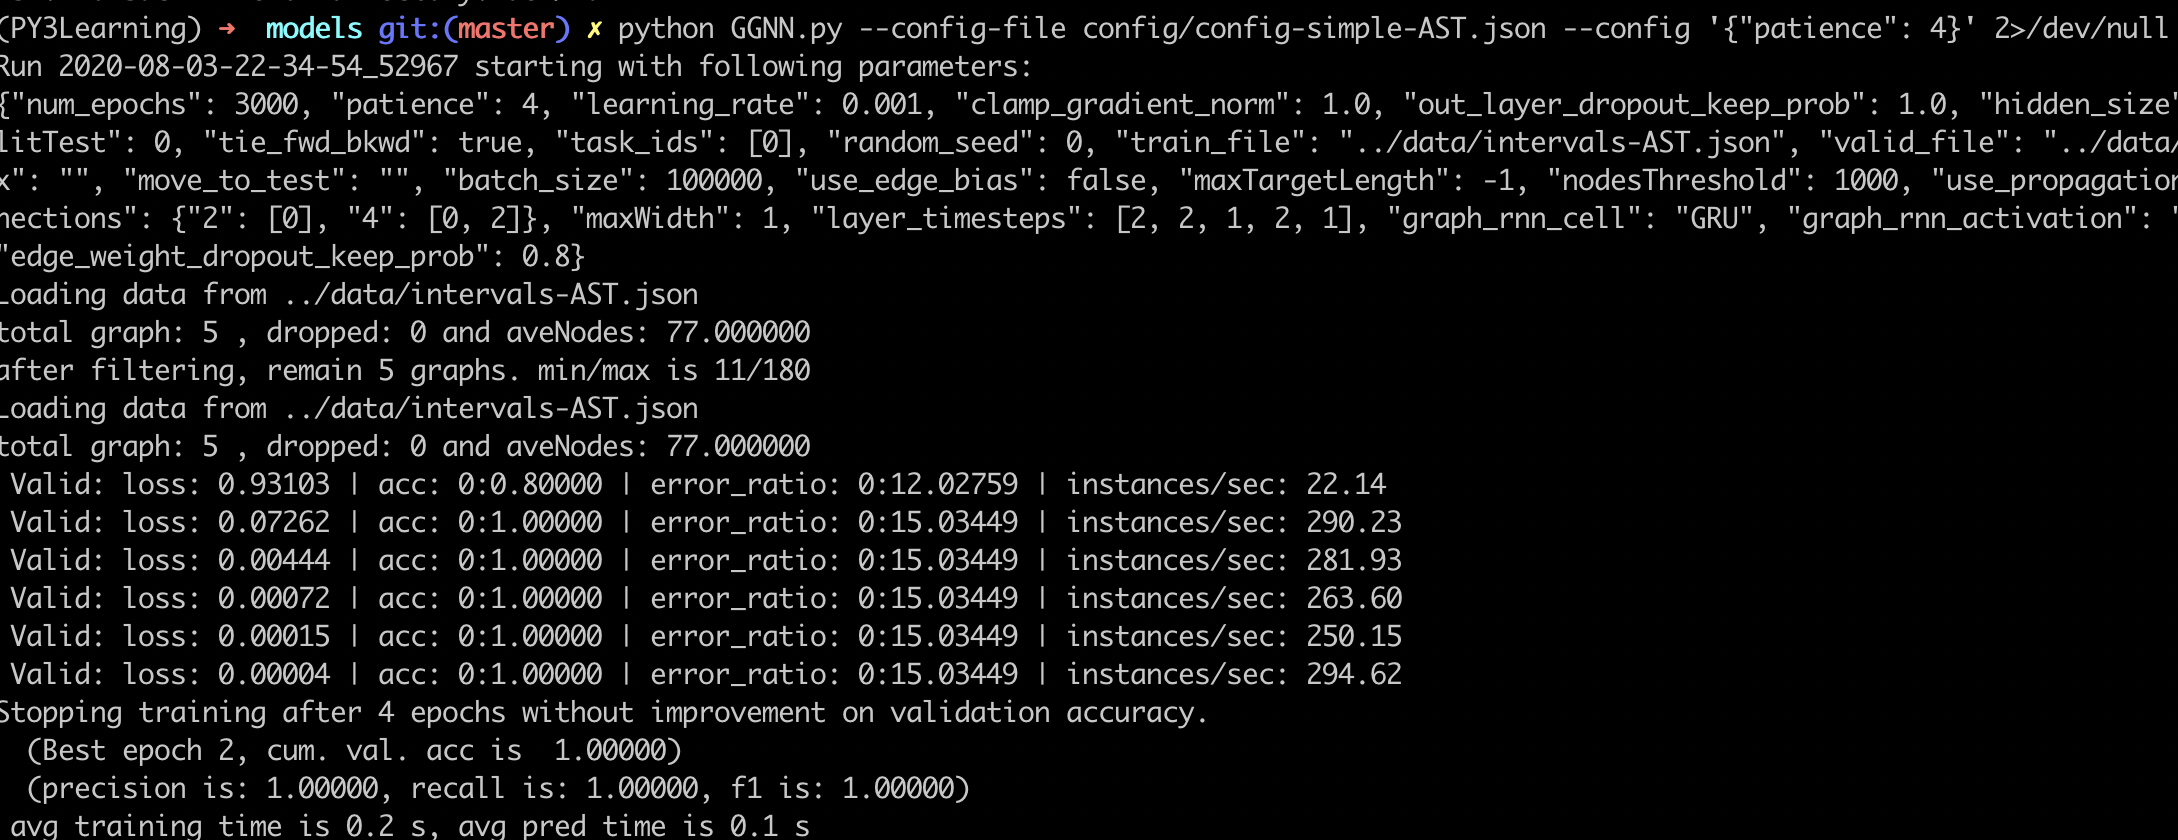 (PY3Learning) ➜  models git:(master) ✗ python GGNN.py --config-file config/config-simple-AST.json --config '{"patience": 4}' 2>/dev/null
Run 2020-08-03-22-34-54_52967 starting with following parameters:
{"num_epochs": 3000, "patience": 4, "learning_rate": 0.001, "clamp_gradient_norm": 1.0, "out_layer_dropout_keep_prob": 1.0, "hidden_size"
litTest": 0, "tie_fwd_bkwd": true, "task_ids": [0], "random_seed": 0, "train_file": "../data/intervals-AST.json", "valid_file": "../data/
x": "", "move_to_test": "", "batch_size": 100000, "use_edge_bias": false, "maxTargetLength": -1, "nodesThreshold": 1000, "use_propagation
nections": {"2": [0], "4": [0, 2]}, "maxWidth": 1, "layer_timesteps": [2, 2, 1, 2, 1], "graph_rnn_cell": "GRU", "graph_rnn_activation": "
"edge_weight_dropout_keep_prob": 0.8}
Loading data from ../data/intervals-AST.json
total graph: 5 , dropped: 0 and aveNodes: 77.000000
after filtering, remain 5 graphs. min/max is 11/180
Loading data from ../data/intervals-AST.json
total graph: 5 , dropped: 0 and aveNodes: 77.000000
Valid: loss: 0.93103 | acc: 0:0.80000 | error_ratio: 0:12.02759 | instances/sec: 22.14
Valid: loss: 0.07262 | acc: 0:1.00000 | error_ratio: 0:15.03449 | instances/sec: 290.23
Valid: loss: 0.00444 | acc: 0:1.00000 | error_ratio: 0:15.03449 | instances/sec: 281.93
Valid: loss: 0.00072 | acc: 0:1.00000 | error_ratio: 0:15.03449 | instances/sec: 263.60
Valid: loss: 0.00015 | acc: 0:1.00000 | error_ratio: 0:15.03449 | instances/sec: 250.15
Valid: loss: 0.00004 | acc: 0:1.00000 | error_ratio: 0:15.03449 | instances/sec: 294.62
Stopping training after 4 epochs without improvement on validation accuracy.
(Best epoch 2, cum. val. acc is  1.00000)
(precision is: 1.00000, recall is: 1.00000, f1 is: 1.00000)
avg training time is 0.2 s, avg pred time is 0.1 s